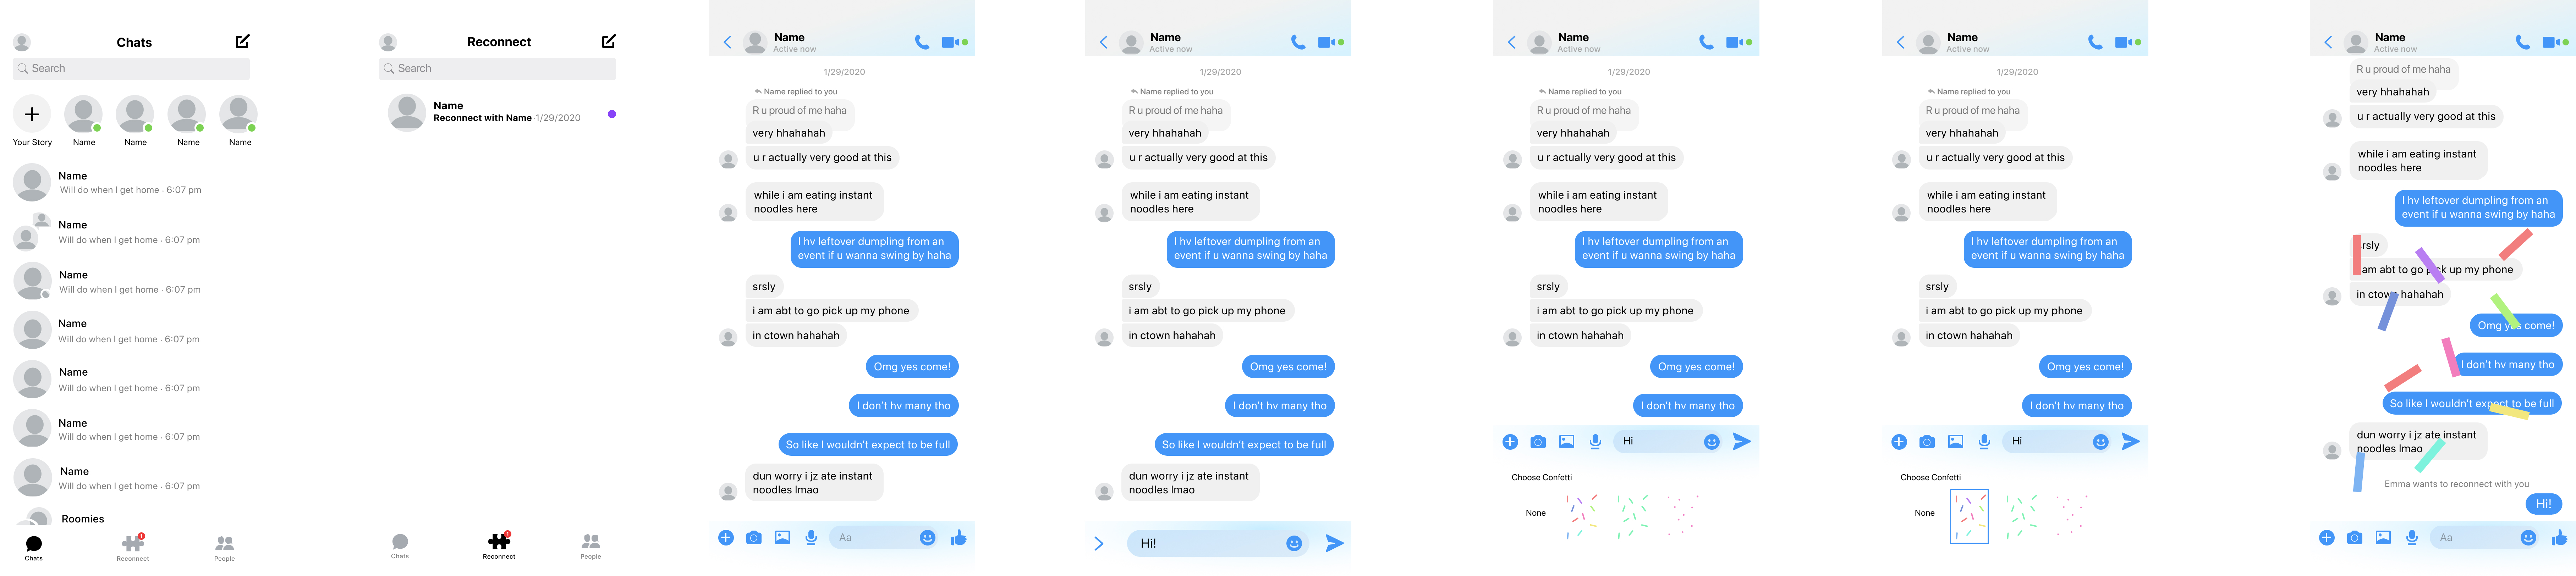 Chats
Search
Your Story
Name
Name
Name
Name
Name
Will do when I get home · 6:07 pm
Name
Will do when I get home · 6:07 pm
Name
Will do when I get home · 6:07 pm
Name
Will do when I get home · 6:07 pm
Name
Will do when I get home · 6:07 pm
Name
Will do when I get home · 6:07 pm
Name
Will do when I get home · 6:07 pm
Roomies
1
Chats
Reconnect
People
Reconnect
Search
Name
Reconnect with Name · 1/29/2020
1
Chats
Reconnect
People
Name
Active now
1/29/2020
Name replied to you
R u proud of me haha
very hhahahah
u r actually very good at this
while i am eating instant
noodles here
I hv leftover dumpling from an
event if u wanna swing by haha
srsly
i am abt to go pick up my phone
in ctown hahahah
Omg yes come!
I don't hv many tho
So like I wouldn't expect to be full
dun worry i jz ate instant
noodles lmao
Aa
Name
Active now
1/29/2020
Name replied to you
R u proud of me haha
very hhahahah
u r actually very good at this
while i am eating instant
noodles here
I hv leftover dumpling from an
event if u wanna swing by haha
srsly
i am abt to go pick up my phone
in ctown hahahah
Omg yes come!
I don't hv many tho
So like I wouldn't expect to be full
dun worry i jz ate instant
noodles lmao
Hi!
Name
Active now
1/29/2020
Name replied to you
R u proud of me haha
very hhahahah
u r actually very good at this
while i am eating instant
noodles here
I hv leftover dumpling from an
event if u wanna swing by haha
srsly
i am abt to go pick up my phone
in ctown hahahah
Omg yes come!
I don't hv many tho
Hi
Choose Confetti
None
Name
Active now
1/29/2020
Name replied to you
R u proud of me haha
very hhahahah
u r actually very good at this
while i am eating instant
noodles here
I hv leftover dumpling from an
event if u wanna swing by haha
srsly
i am abt to go pick up my phone
in ctown hahahah
Omg yes come!
I don't hv many tho
Hi
Choose Confetti
None
Name
Active now
R u proud of me haha
very hhahahah
u r actually very good at this
while i am eating instant
noodles here
I hv leftover dumpling from an
event if u wanna swing by haha
srsly
am abt to go pick up my phone
in ctown hahahah
Omg yes come!
I don't hv many tho
So like I wouldn't expect to be full
dun worry i jz ate instant
noodles lmao
Emma wants to reconnect with you
Hi!
Aa